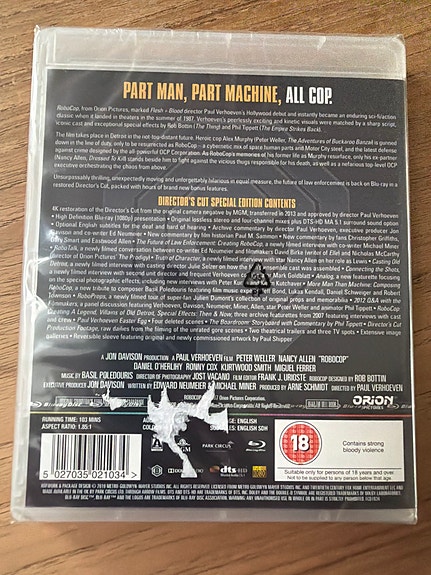 PART MAN, PART MACHINE, ALL COP.
RoboCop, from Orion Pictures, marked Flesh + Blood director Paul Verhoeven's Hollywood debut and instantly became an enduring sci-fi/action
classic when it landed in theaters in the summer of 1987. Verhoeven's peerlessly exciting and kinetic visuals were matched by a sharp script,
iconic cast and exceptional special effects by Rob Bottin (The Thing) and Phil Tippett (The Empire Strikes Back).
The film takes place in Detroit in the not-too-distant future. Heroic cop Alex Murphy (Peter Weller, The Adventures of Buckaroo Banzai) is gunned
down in the line of duty, only to be resurrected as RoboCop – a cybernetic mix of spare human parts and Motor City steel, and the latest defense
against crime designed by the all-powerful OCP Corporation. As RoboCop's memories of his former life as Murphy resurface, only his ex-partner
(Nancy Allen, Dressed To Kill) stands beside him to fight against the vicious thugs responsible for his death, as well as a nefarious top-level OCP
executive orchestrating the chaos from above.
Unsurpassably thrilling, unexpectedly moving and unforgettably hilarious in equal measure, the future of law enforcement is back on Blu-ray in a
restored Director's Cut, packed with hours of brand new bonus features.
DIRECTOR'S CUT SPECIAL EDITION CONTENTS
4K restoration of the Director's Cut from the original camera negative by MGM, transferred in 2013 and approved by director Paul Verhoeven
• High Definition Blu-ray (1080p) presentation • Original lossless stereo and four-channel mixes plus DTS-HD MA 5.1 surround sound option
• Optional English subtitles for the deaf and hard of hearing • Archive commentary by director Paul Verhoeven, executive producer Jon
Davison and co-writer Ed Neumeier • New commentary by film historian Paul M. Sammon • New commentary by fans Christopher Griffiths,
Gary Smart and Eastwood Allen • The Future of Law Enforcement: Creating RoboCop, a newly filmed interview with co-writer Michael Miner
• RoboTalk, a newly filmed conversation between co-writer Ed Neumeier and filmmakers David Birke (writer of Elle) and Nicholas McCarthy
(Director of Orion Pictures' The Prodigy) • Truth of Character, a newly filmed interview with star Nancy Allen on her role as Lewis • Casting Old
a newly filmed interview with casting director Julie Selzer on how the film's ensemble cast was assembled • Connecting the Shots,
a newly filmed interview with second unit director and frequent Verhoeven collaborator Mark Goldblatt • Analog, a new featurette focusing
on the special photographic effects, including new interviews with Peter Kuran and Kevin Kutchaver • More Man Than Machine: Composing
RoboCop, a new tribute to composer Basil Poledouris featuring film music experts Jeff Bond, Lukas Kendall, Daniel Schweiger and Robert
Townson • RoboProps, a newly filmed tour of super-fan Julien Dumont's collection of original props and memorabilia • 2012 Q&A with the
Filmmakers, a panel discussion featuring Verhoeven, Davison, Neumeier, Miner, Allen, star Peter Weller and animator Phil Tippett • RoboCop:
Creating A Legend, Villains of Old Detroit, Special Effects: Then & Now, three archive featurettes from 2007 featuring interviews with cast
and crew • Paul Verhoeven Easter Egg • Four deleted scenes • The Boardroom: Storyboard with Commentary by Phil Tippett • Director's Cut
Production Footage, raw dailies from the filming of the unrated gore scenes • Two theatrical trailers and three TV spots • Extensive image
galleries • Reversible sleeve featuring original and newly commissioned artwork by Paul Shipper
A JON DAVISON PRODUCTION A PAUL VERHOEVEN FILM PETER WELLER NANCY ALLEN "ROBOCOP"
DANIEL O'HERLIHY RONNY COX KURTWOOD SMITH MIGUEL FERRER
MUSIC BY BASIL POLEDOURIS DIRECTOR OF PHOTOGRAPHY JOST VACANO FILM EDITOR FRANK J. URIOSTE ROBOCOP DESIGNED BY ROB BOTTIN
EXECUTIVE PRODUCER JON DAVISON WRITTEN BY EDWARD NEUMEIER & MICHAEL MINER PRODUCED BY ARNE SCHMIDT DIRECTED BY PAUL VERHOEVEN
ORION
PICTURES
RUNNING TIME: 103 MINS
ASPECT RATIO: 1.85:1
ENGLISH
ENGLISH SDH
5 027035 021034
MGM
PARK CIRCUS
Blu-ray Disc
dts
18
Contains strong
bloody violence
Suitable only for persons of 18 years and over
Not to be supplied to any person below that age.